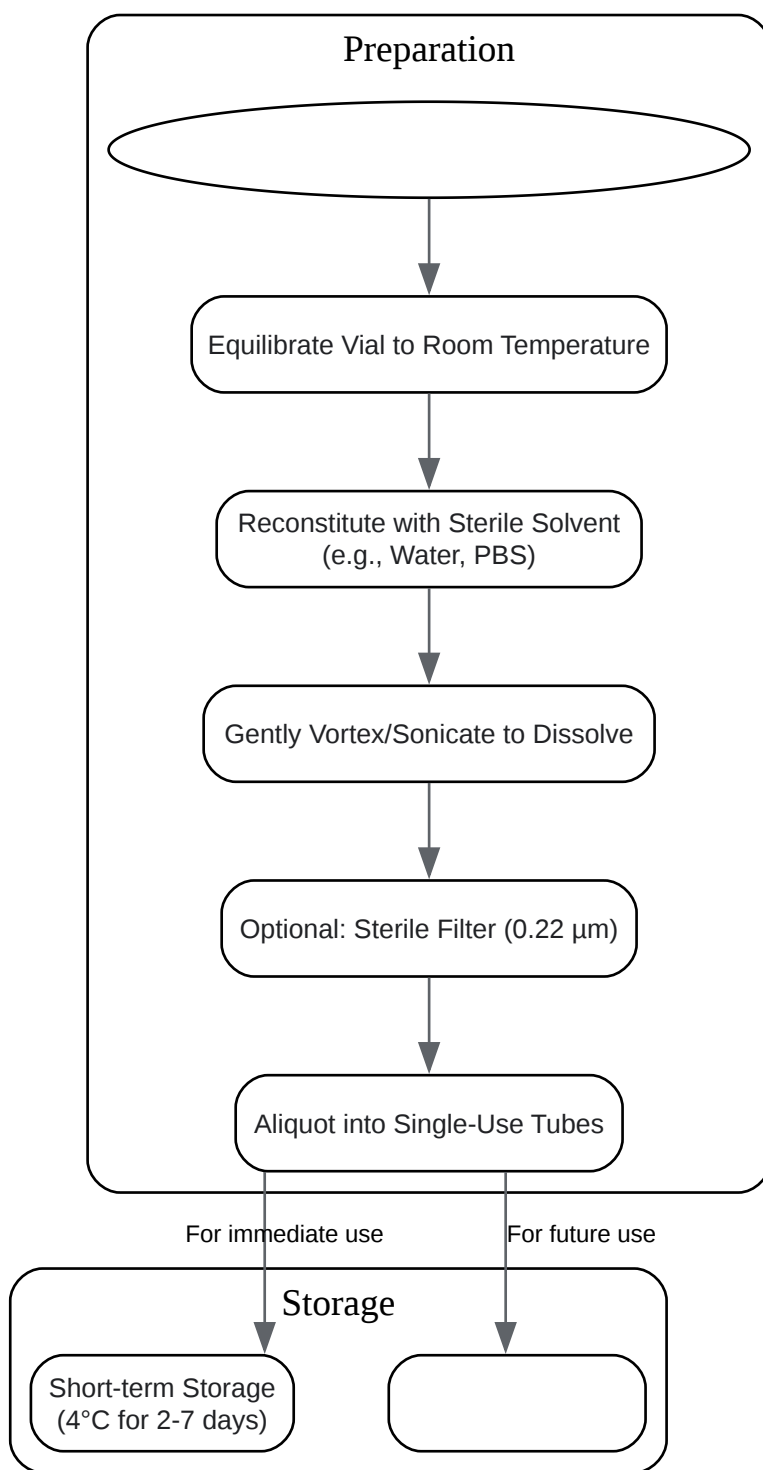 Preparation
Equilibrate Vial to Room Temperature
Reconstitute with Sterile Solvent
(e.g., Water, PBS)
Gently Vortex/Sonicate to Dissolve
Optional: Sterile Filter (0.22 µm)
Aliquot into Single-Use Tubes
For immediate use
For future use
Storage
Short-term Storage
(4°C for 2-7 days)